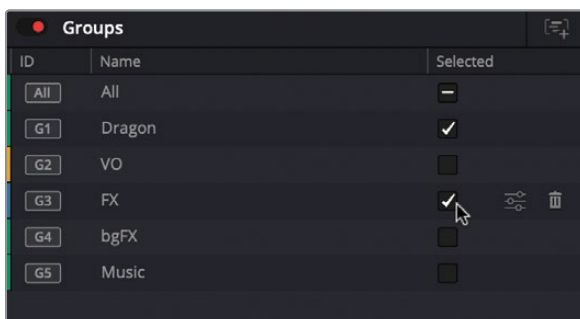 Groups
ID Name Selected
All All
G1 Dragon
G2 VO
G3 FX
G4 bgFX
G5 Music